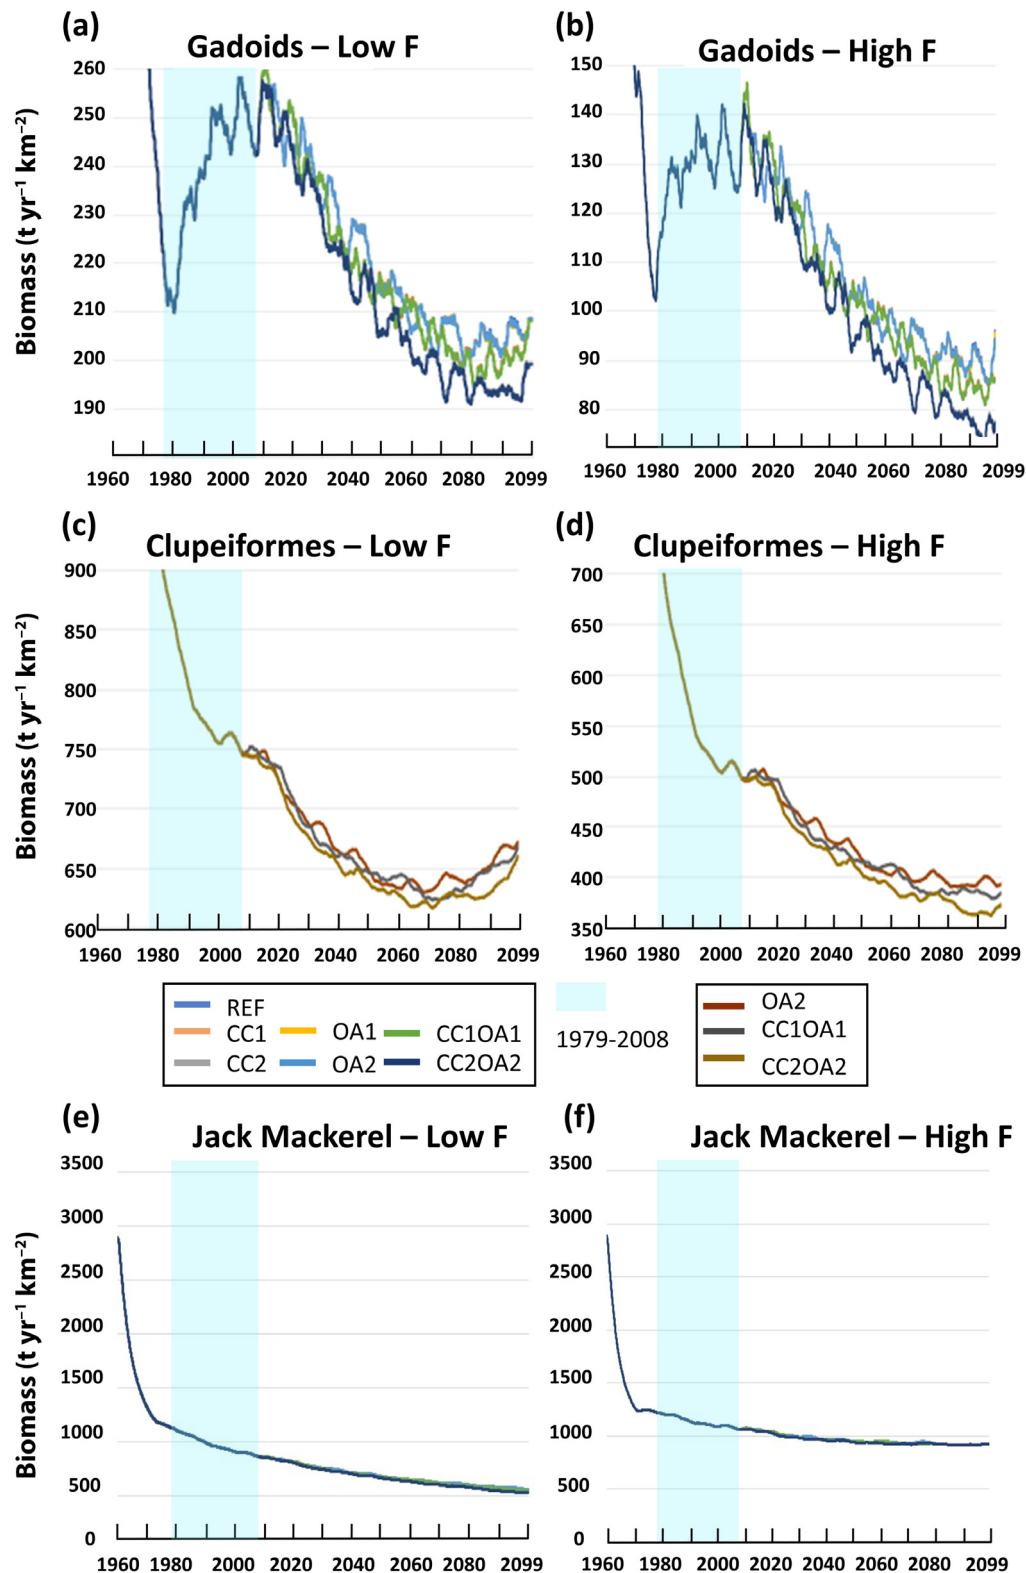 (a)
Gadoids – Low F
Biomass (t yr⁻¹ km⁻²)
260
250
240
230
220
210
200
190
1960 1980 2000 2020 2040 2060 2080 2099
(b)
Gadoids – High F
150
140
130
120
110
100
90
80
1960 1980 2000 2020 2040 2060 2080 2099
(c)
Clupeiformes – Low F
Biomass (t yr⁻¹ km⁻²)
900
850
800
750
700
650
600
1960 1980 2000 2020 2040 2060 2080 2099
(d)
Clupeiformes – High F
700
650
600
550
500
450
400
350
1960 1980 2000 2020 2040 2060 2080 2099
REF
CC1 OA1 CC1OA1
CC2 OA2 CC2OA2
1979-2008
OA2
CC1OA1
CC2OA2
(e)
Jack Mackerel – Low F
Biomass (t yr⁻¹ km⁻²)
3500
3000
2500
2000
1500
1000
500
0
1960 1980 2000 2020 2040 2060 2080 2099
(f)
Jack Mackerel – High F
3500
3000
2500
2000
1500
1000
500
0
1960 1980 2000 2020 2040 2060 2080 2099